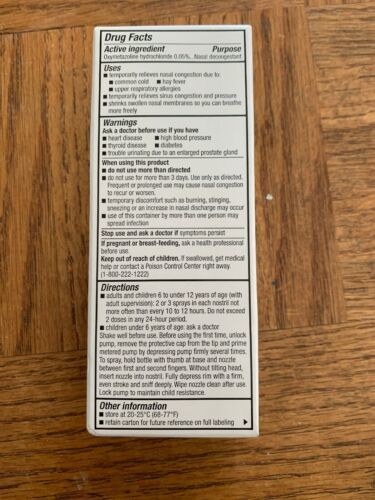 Drug Facts
Active ingredient Purpose
Oxymetazoline hydrochloride 0.05%.. Nasal decongestant
Uses
■ temporarily relieves nasal congestion due to:
■ common cold ■ hay fever
■ upper respiratory allergies
■ temporarily relieves sinus congestion and pressure
■ shrinks swollen nasal membranes so you can breathe
more freely
Warnings
Ask a doctor before use if you have
■ heart disease ■ high blood pressure
■ thyroid disease ■ diabetes
■ trouble urinating due to an enlarged prostate gland
When using this product
■ do not use more than directed
■ do not use for more than 3 days. Use only as directed.
Frequent or prolonged use may cause nasal congestion
to recur or worsen.
■ temporary discomfort such as burning, stinging,
sneezing or an increase in nasal discharge may occur
■ use of this container by more than one person may
spread infection
Stop use and ask a doctor if symptoms persist
If pregnant or breast-feeding, ask a health professional
before use.
Keep out of reach of children. If swallowed, get medical
help or contact a Poison Control Center right away.
(1-800-222-1222)
Directions
■ adults and children 6 to under 12 years of age (with
adult supervision): 2 or 3 sprays in each nostril not
more often than every 10 to 12 hours. Do not exceed
2 doses in any 24-hour period.
■ children under 6 years of age: ask a doctor
Shake well before use. Before using the first time, unlock
pump, remove the protective cap from the tip and prime
metered pump by depressing pump firmly several times.
To spray, hold bottle with thumb at base and nozzle
between first and second fingers. Without tilting head,
insert nozzle into nostril. Fully depress rim with a firm,
even stroke and sniff deeply. Wipe nozzle clean after use.
Lock pump to maintain child resistance.
Other information
■ store at 20-25°C (68-77°F)
■ retain carton for future reference on full labeling